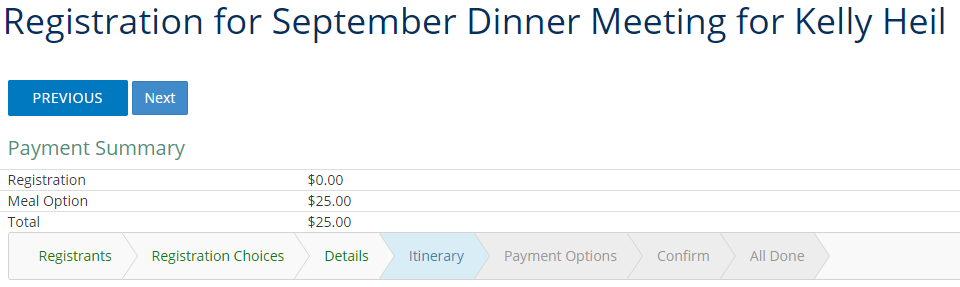 Registration for September Dinner Meeting for Kelly Heil
PREVIOUS Next
Payment Summary
Registration $0.00
Meal Option $25.00
Total $25.00
Registrants Registration Choices Details Itinerary Payment Options Confirm All Done